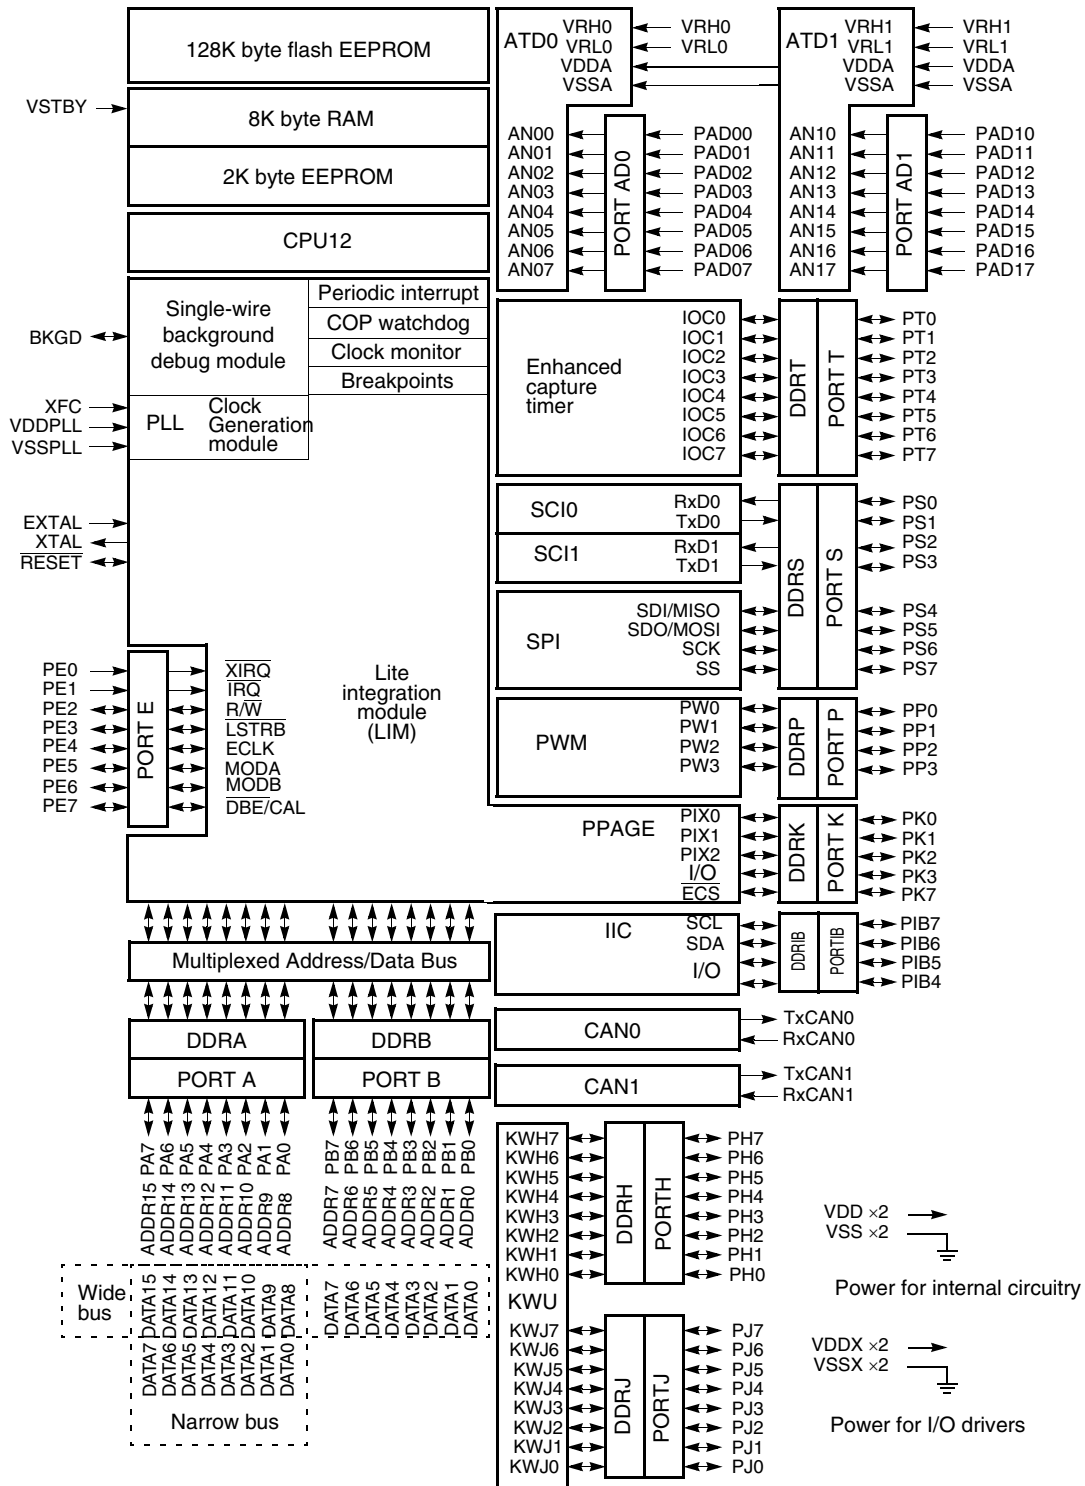 128K byte flash EEPROM
VSTBY
8K byte RAM
2K byte EEPROM
CPU12
Single-wire
background
debug module
Periodic interrupt
COP watchdog
Clock monitor
Breakpoints
BKGD
XFC
VDDPLL
VSSPLL
PLL
Clock
Generation
module
EXTAL
XTAL
RESET
PE0
PE1
PE2
PE3
PE4
PE5
PE6
PE7
PORT E
XIRQ
IRQ
R/W
LSTRB
ECLK
MODA
MODB
DBE/CAL
Lite
integration
module
(LIM)
ATD0
VRH0
VRL0
VDDA
VSSA
VRH0
VRL0
AN00
AN01
AN02
AN03
AN04
AN05
AN06
AN07
PORT AD0
PAD00
PAD01
PAD02
PAD03
PAD04
PAD05
PAD06
PAD07
ATD1
VRH1
VRL1
VDDA
VSSA
VRH1
VRL1
VDDA
VSSA
AN10
AN11
AN12
AN13
AN14
AN15
AN16
AN17
PORT AD1
PAD10
PAD11
PAD12
PAD13
PAD14
PAD15
PAD16
PAD17
Enhanced
capture
timer
IOC0
IOC1
IOC2
IOC3
IOC4
IOC5
IOC6
IOC7
DDRT
PORT T
PT0
PT1
PT2
PT3
PT4
PT5
PT6
PT7
SCI0
RxD0
TxD0
SCI1
RxD1
TxD1
SPI
SDI/MISO
SDO/MOSI
SCK
SS
DDRS
PORT S
PS0
PS1
PS2
PS3
PS4
PS5
PS6
PS7
PWM
PW0
PW1
PW2
PW3
DDRP
PORT P
PP0
PP1
PP2
PP3
PPAGE
PIX0
PIX1
PIX2
I/O
ECS
DDRK
PORT K
PK0
PK1
PK2
PK3
PK7
IIC
SCL
SDA
I/O
DDRIB
PORTIB
PIB7
PIB6
PIB5
PIB4
CAN0
TxCAN0
RxCAN0
CAN1
TxCAN1
RxCAN1
Multiplexed Address/Data Bus
DDRA
PORT A
DDRB
PORT B
PA7
PA6
PA5
PA4
PA3
PA2
PA1
PA0
PB7
PB6
PB5
PB4
PB3
PB2
PB1
PB0
ADDR15
ADDR14
ADDR13
ADDR12
ADDR11
ADDR10
ADDR9
ADDR8
ADDR7
ADDR6
ADDR5
ADDR4
ADDR3
ADDR2
ADDR1
ADDR0
Wide
bus
DATA15
DATA14
DATA13
DATA12
DATA11
DATA10
DATA9
DATA8
DATA7
DATA6
DATA5
DATA4
DATA3
DATA2
DATA1
DATA0
DATA7
DATA6
DATA5
DATA4
DATA3
DATA2
DATA1
DATA0
Narrow bus
KWH7
KWH6
KWH5
KWH4
KWH3
KWH2
KWH1
KWH0
KWU
DDRH
PORTH
PH7
PH6
PH5
PH4
PH3
PH2
PH1
PH0
KWJ7
KWJ6
KWJ5
KWJ4
KWJ3
KWJ2
KWJ1
KWJ0
DDRJ
PORTJ
PJ7
PJ6
PJ5
PJ4
PJ3
PJ2
PJ1
PJ0
VDD ×2
VSS ×2
Power for internal circuitry
VDDX ×2
VSSX ×2
Power for I/O drivers